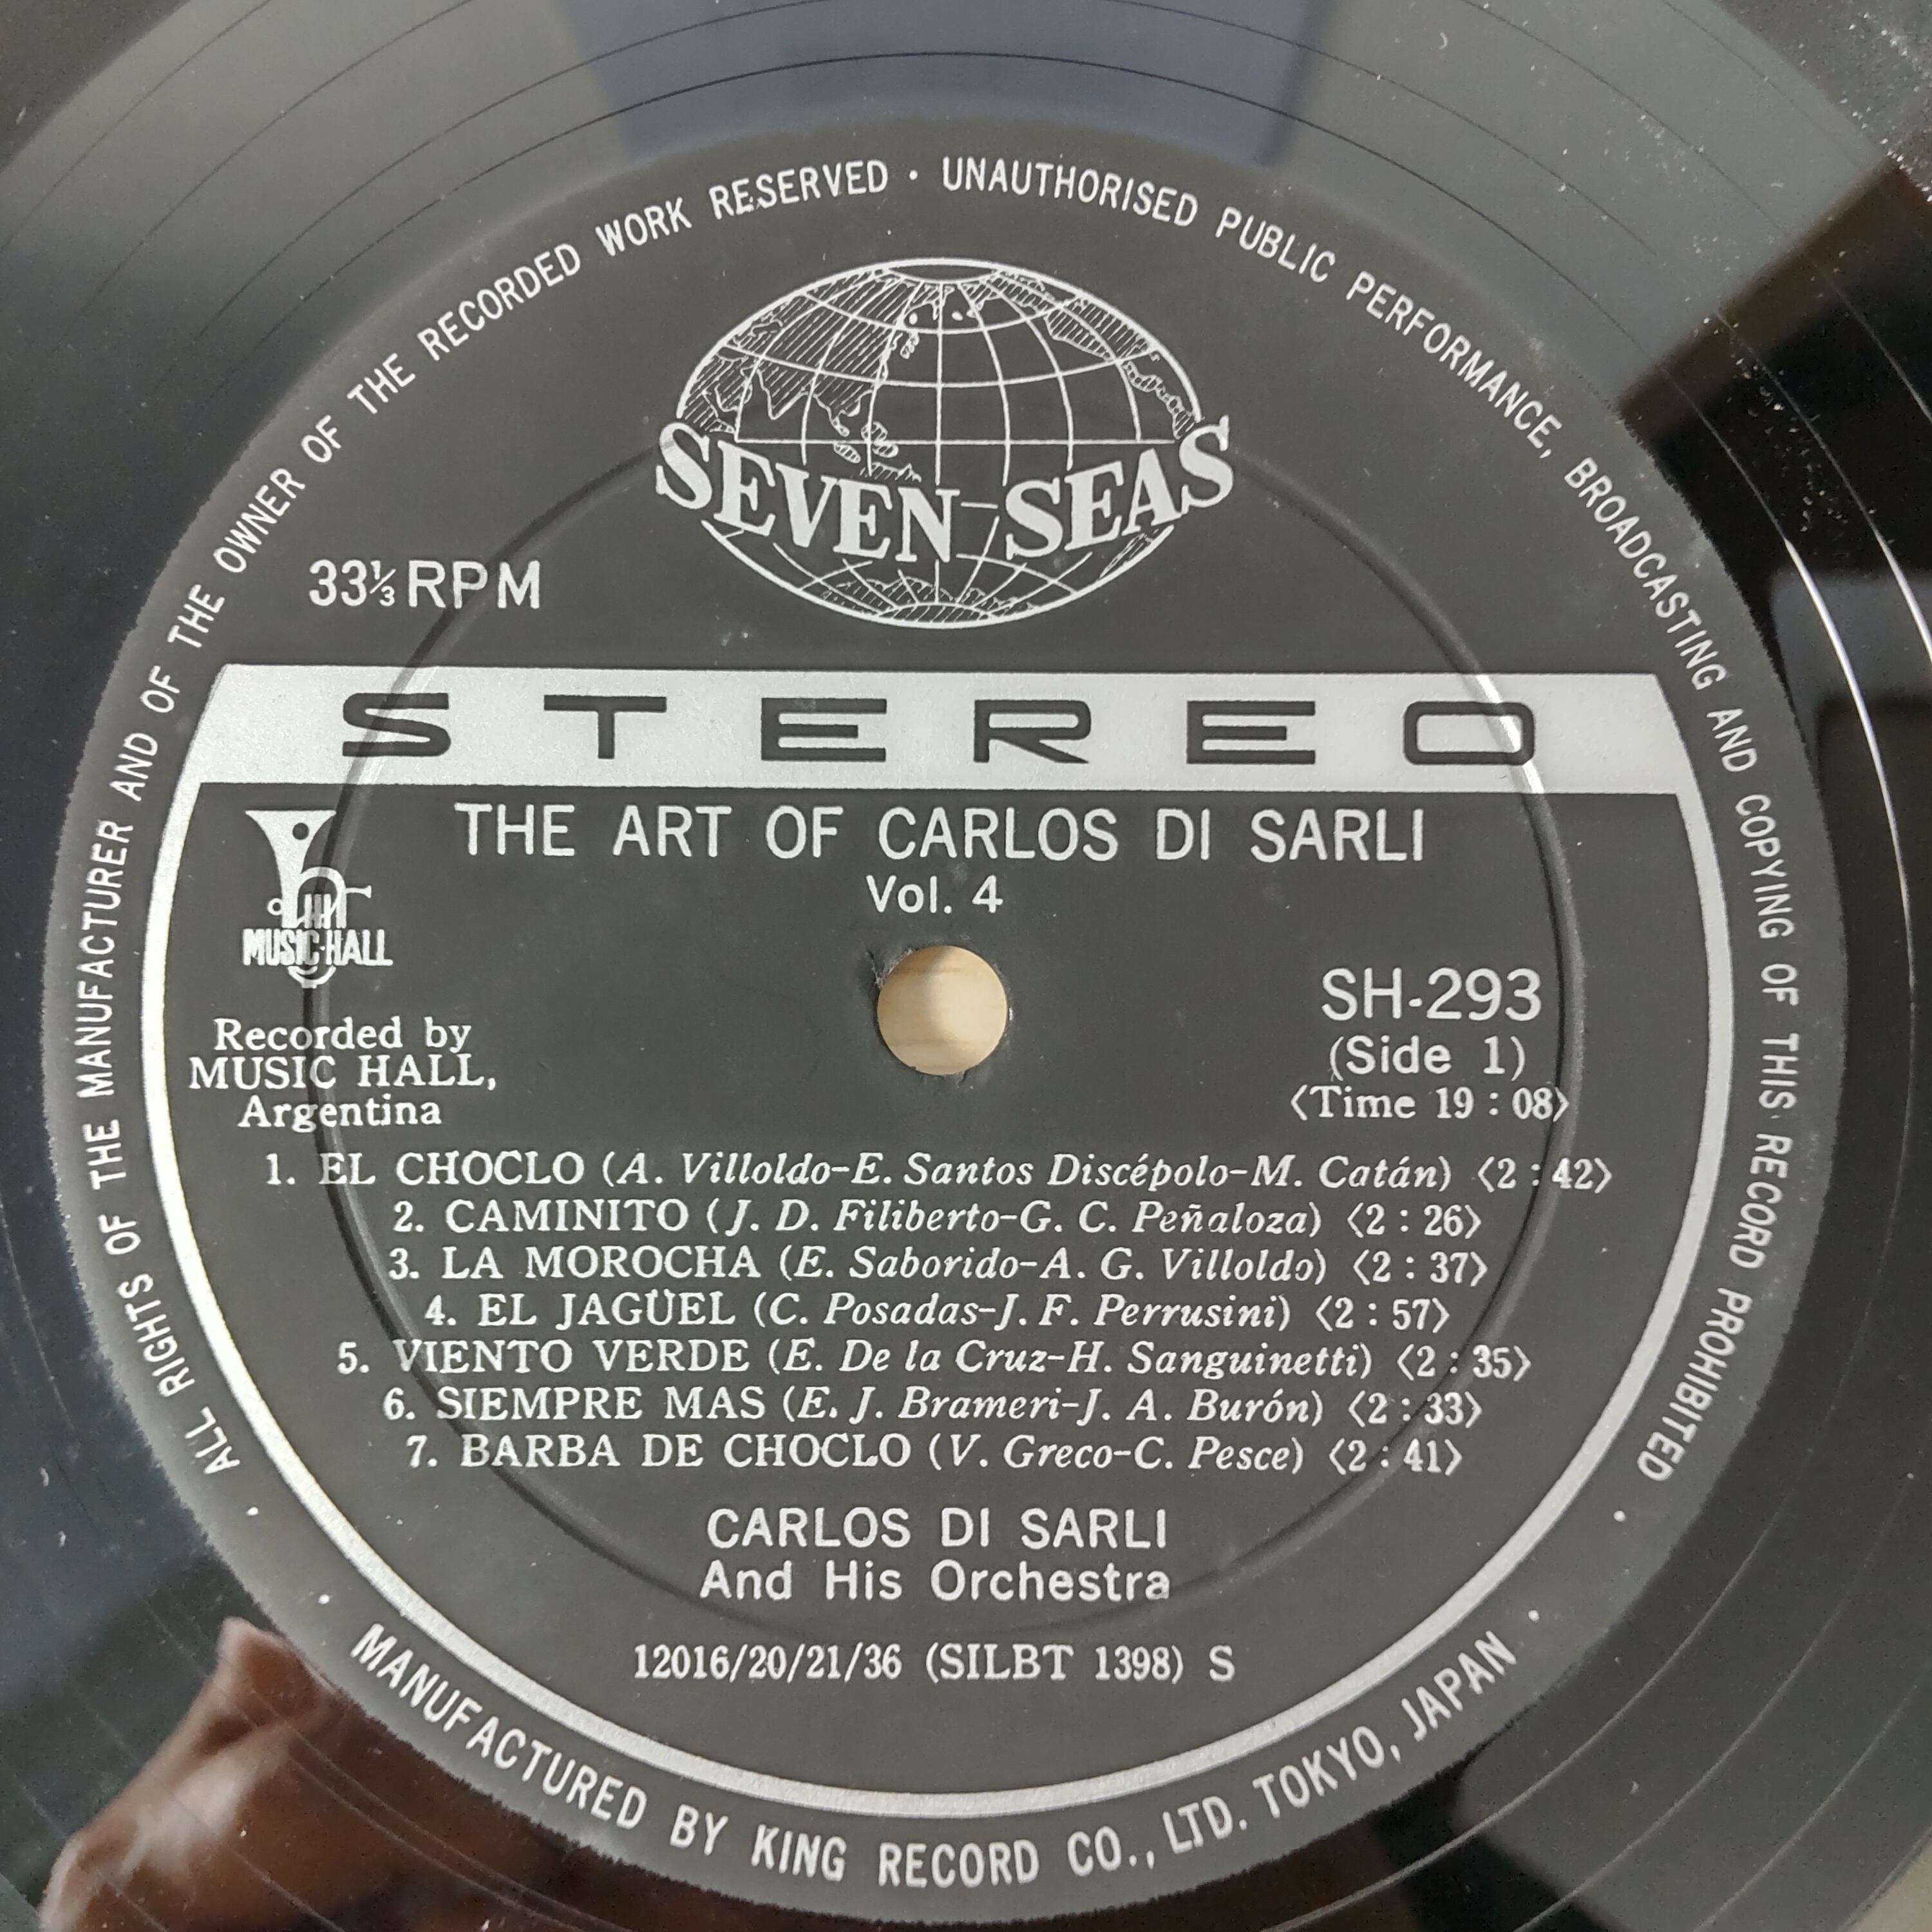 ALL RIGHTS OF THE MANUFACTURER AND OF THE OWNER OF THE RECORDED WORK RESERVED · UNAUTHORISED PUBLIC PERFORMANCE, BROADCASTING AND COPYING OF THIS RECORD PROHIBITED ·
SEVEN SEAS
33⅓ RPM
STEREO
THE ART OF CARLOS DI SARLI
Vol. 4
MH
MUSIC-HALL
Recorded by
MUSIC HALL,
Argentina
SH-293
(Side 1)
〈Time 19 : 08〉
1. EL CHOCLO (A. Villoldo-E. Santos Discépolo-M. Catán) 〈2 : 42〉
2. CAMINITO (J. D. Filiberto-G. C. Peñaloza) 〈2 : 26〉
3. LA MOROCHA (E. Saborido-A. G. Villoldo) 〈2 : 37〉
4. EL JAGÜEL (C. Posadas-J. F. Perrusini) 〈2 : 57〉
5. VIENTO VERDE (E. De la Cruz-H. Sanguinetti) 〈2 : 35〉
6. SIEMPRE MAS (E. J. Brameri-J. A. Burón) 〈2 : 33〉
7. BARBA DE CHOCLO (V. Greco-C. Pesce) 〈2 : 41〉
CARLOS DI SARLI
And His Orchestra
12016/20/21/36 (SILBT 1398) S
· MANUFACTURED BY KING RECORD CO., LTD. TOKYO, JAPAN ·